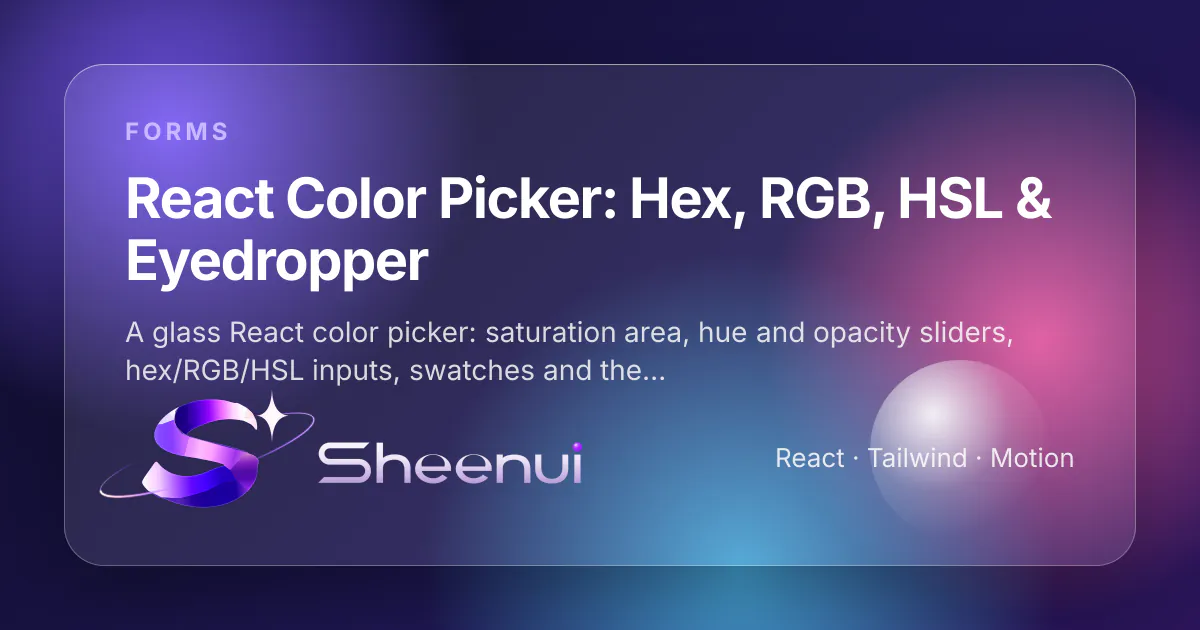 FORMS
React Color Picker: Hex, RGB, HSL &
Eyedropper
A glass React color picker: saturation area, hue and opacity sliders,
hex/RGB/HSL inputs, swatches and the...
Sheenui
React · Tailwind · Motion